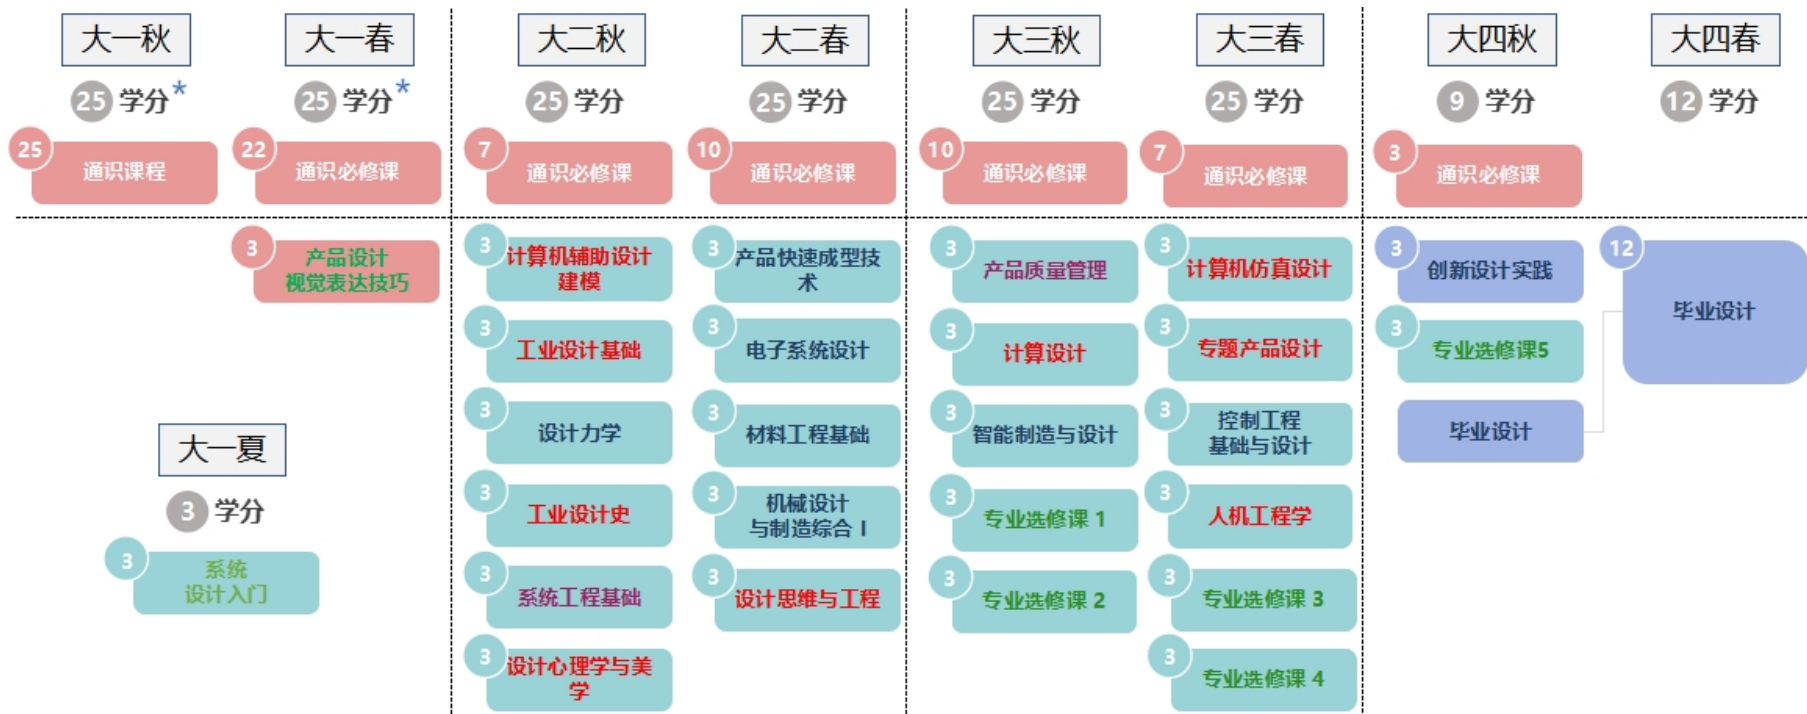 大一秋
大一春
大二秋
大二春
大三秋
大三春
大四秋
大四春
25 学分*
25 学分*
25 学分
25 学分
25 学分
25 学分
9 学分
12 学分
25
通识课程
22
通识必修课
7
通识必修课
10
通识必修课
10
通识必修课
7
通识必修课
3
通识必修课
3
产品设计
视觉表达技巧
大一夏
3 学分
3
系统
设计入门
3
计算机辅助设计
建模
3
工业设计基础
3
设计力学
3
工业设计史
3
系统工程基础
3
设计心理学与美
学
3
产品快速成型技
术
3
电子系统设计
3
材料工程基础
3
机械设计
与制造综合 I
3
设计思维与工程
3
产品质量管理
3
计算设计
3
智能制造与设计
3
专业选修课 1
3
专业选修课 2
3
计算机仿真设计
3
专题产品设计
3
控制工程
基础与设计
3
人机工程学
3
专业选修课 3
3
专业选修课 4
3
创新设计实践
3
专业选修课5
毕业设计
12
毕业设计